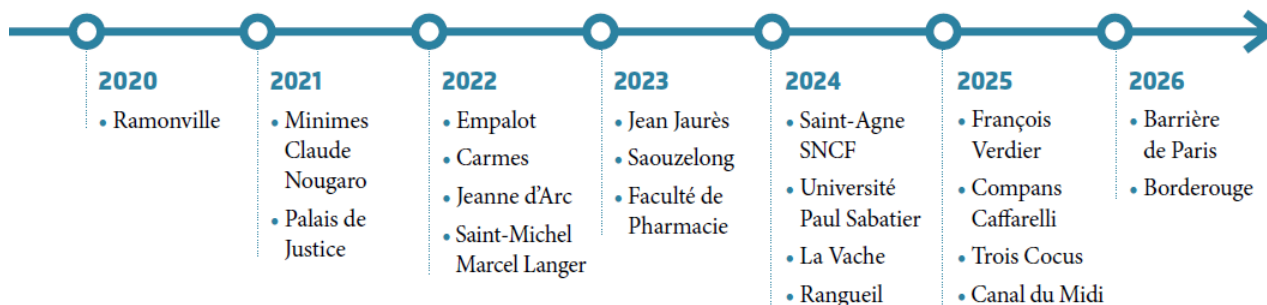 2020
• Ramonville
2021
• Minimes
Claude
Nougaro
• Palais de
Justice
2022
• Empalot
• Carmes
• Jeanne d’Arc
• Saint-Michel
Marcel Langer
2023
• Jean Jaurès
• Saouzelong
• Faculté de
Pharmacie
2024
• Saint-Agne
SNCF
• Université
Paul Sabatier
• La Vache
• Rangueil
2025
• François
Verdier
• Compans
Caffarelli
• Trois Cocus
• Canal du Midi
2026
• Barrière
de Paris
• Borderouge